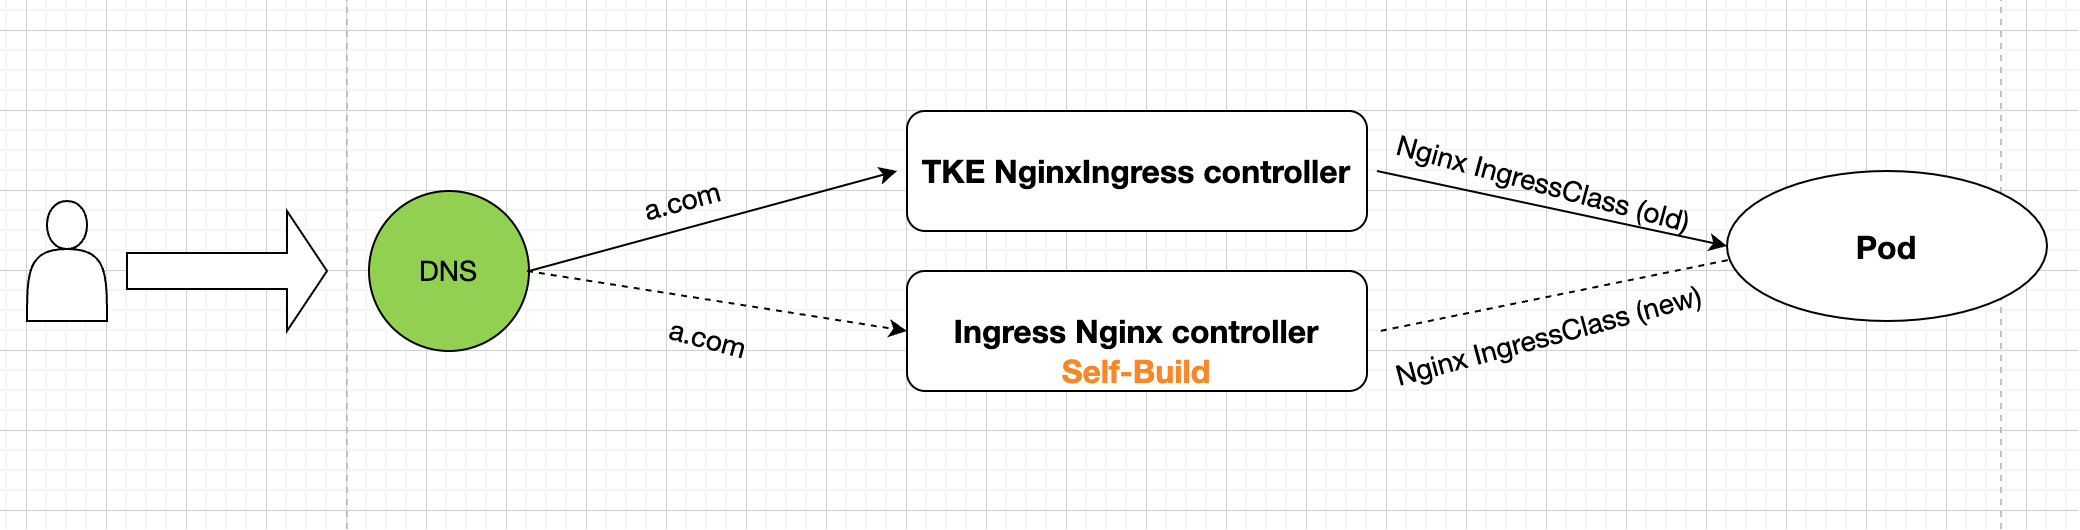 DNS
a.com
a.com
TKE NginxIngress controller
Ingress Nginx controller
Self-Build
Nginx IngressClass (old)
Nginx IngressClass (new)
Pod